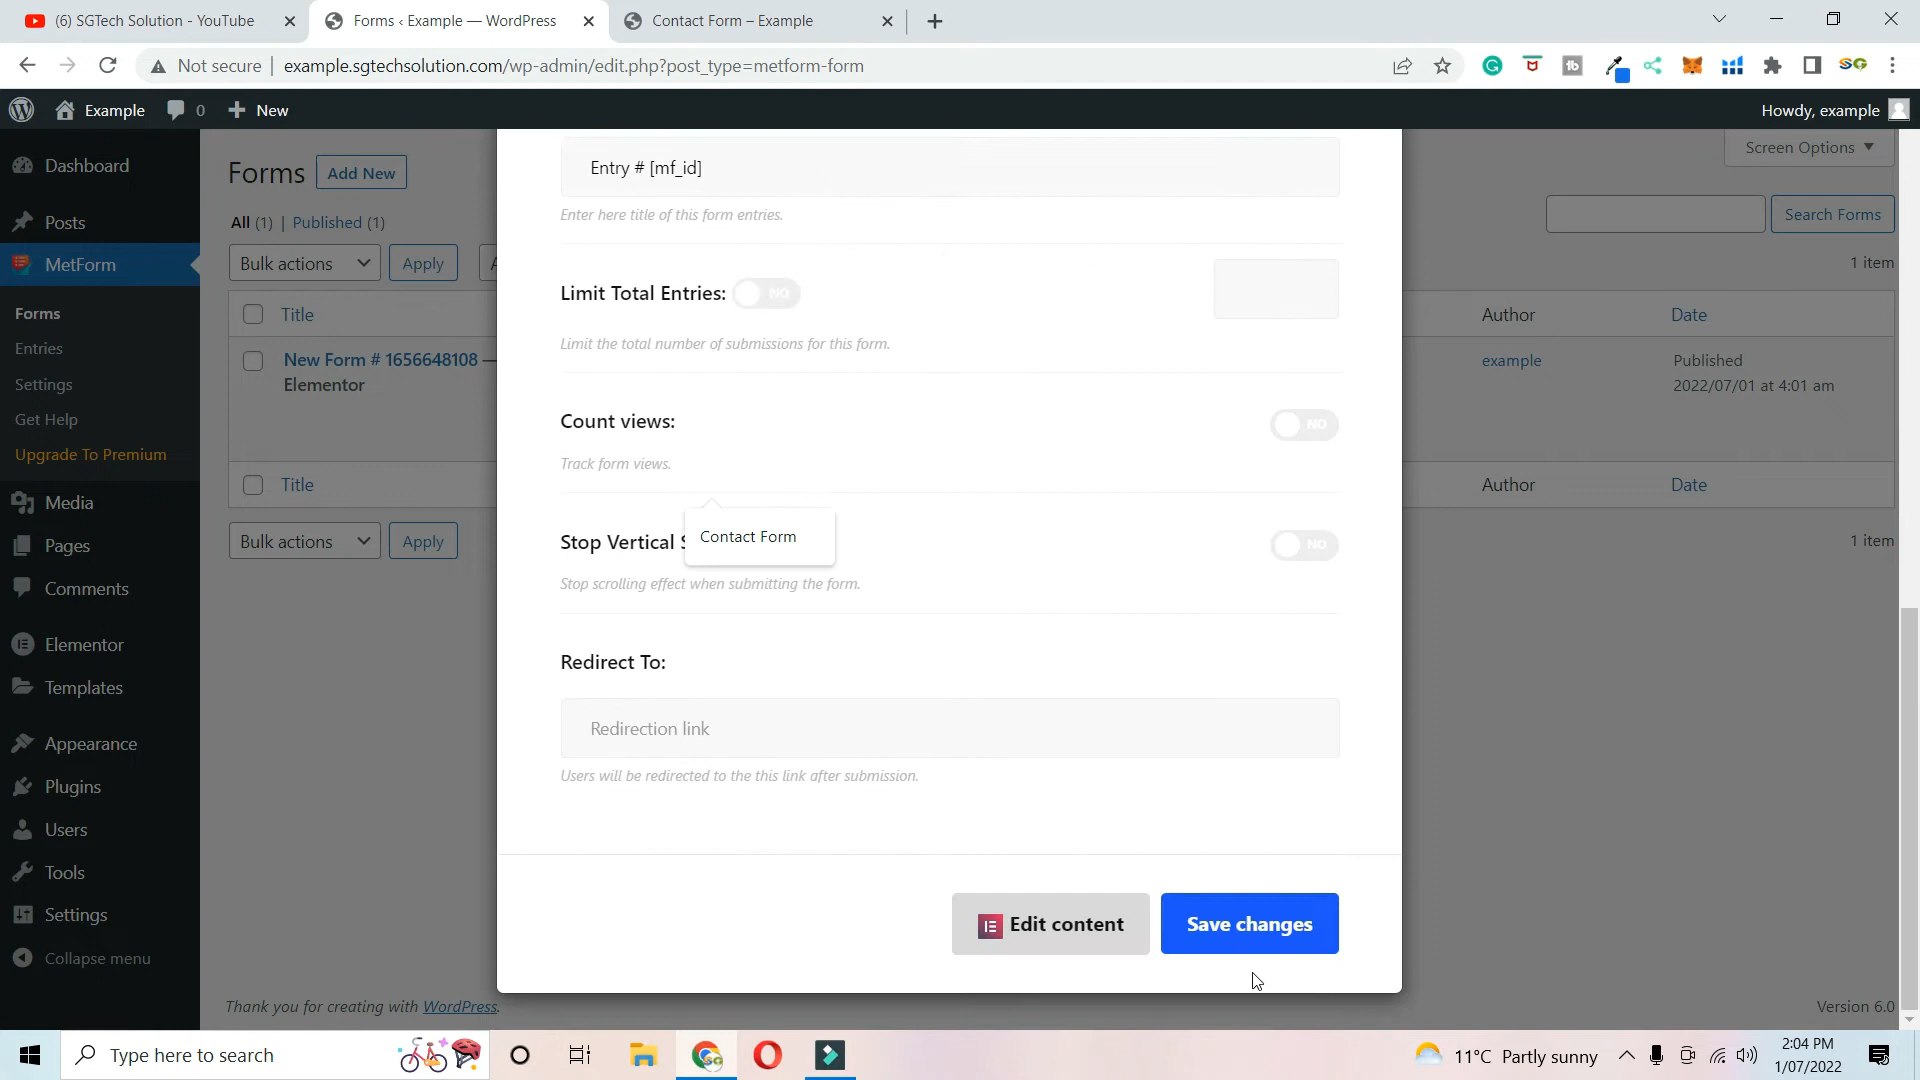 (6) SGTech Solution - YouTube
Forms ‹ Example — WordPress
Contact Form – Example
Not secure
example.sgtechsolution.com/wp-admin/edit.php?post_type=metform-form
Example
0
New
Howdy, example
Dashboard
Posts
MetForm
Forms
Entries
Settings
Get Help
Upgrade To Premium
Media
Pages
Comments
Elementor
Templates
Appearance
Plugins
Users
Tools
Settings
Collapse menu
Forms
Add New
Screen Options
All (1) | Published (1)
Search Forms
Bulk actions
Apply
A
1 item
Title
Author
Date
New Form # 1656648108 —
Elementor
example
Published
2022/07/01 at 4:01 am
Title
Author
Date
Bulk actions
Apply
1 item
Entry # [mf_id]
Enter here title of this form entries.
Limit Total Entries:
NO
Limit the total number of submissions for this form.
Count views:
NO
Track form views.
Contact Form
Stop Vertical S
NO
Stop scrolling effect when submitting the form.
Redirect To:
Redirection link
Users will be redirected to the this link after submission.
Edit content
Save changes
Thank you for creating with WordPress.
Version 6.0
Type here to search
11°C Partly sunny
2:04 PM
1/07/2022